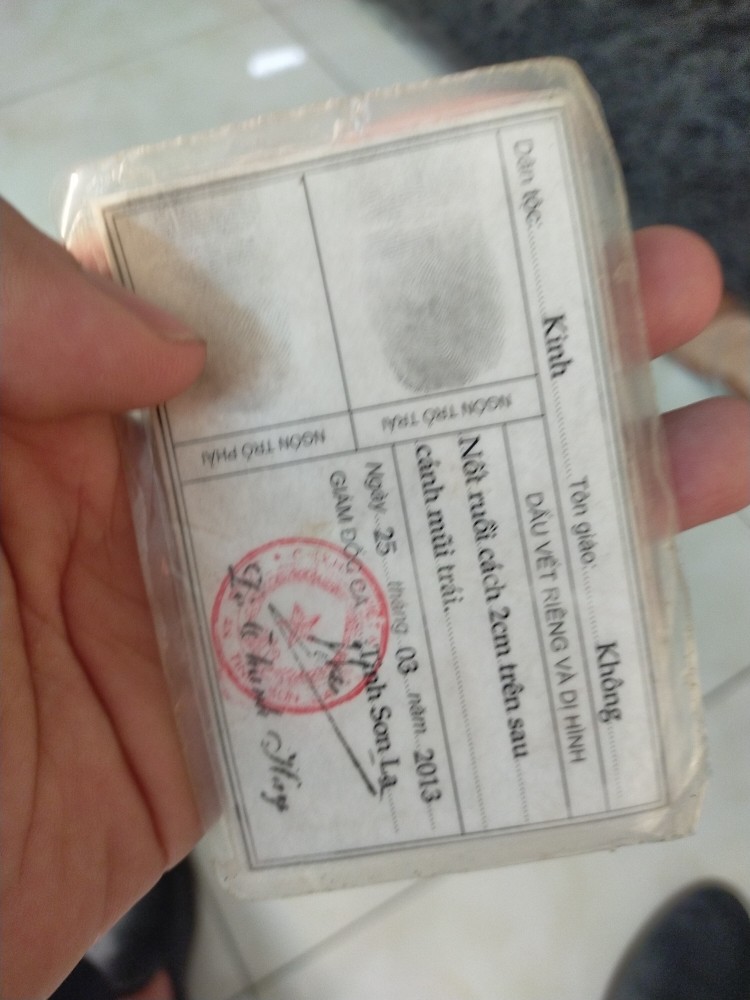 Dân tộc: Kinh Tôn giáo: Không
DẤU VẾT RIÊNG VÀ DỊ HÌNH
Nốt ruồi cách 2cm trên sau
cánh mũi trái.
NGÓN TRỎ TRÁI
NGÓN TRỎ PHẢI
Ngày 25 tháng 03 năm 2013
GIÁM ĐỐC CA Tỉnh Sơn La